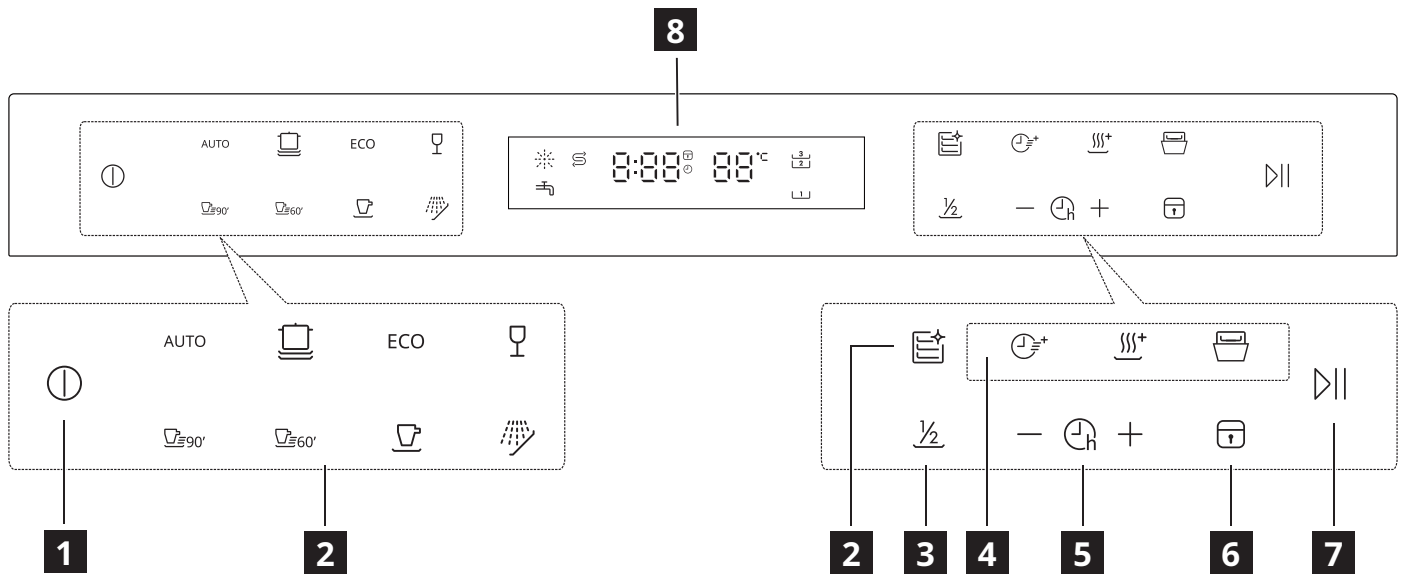 8
AUTO ECO
90' 60'
8:88 88 °C 3
2
1
+ +
½ − h +
AUTO ECO
90' 60'
+ +
½ − h +
1 2 2 3 4 5 6 7